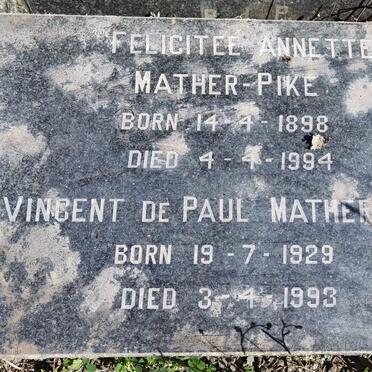 FELICITEE ANNETTE
MATHER-PIKE
BORN 14-4-1898
DIED 4-4-1994
VINCENT DE PAUL MATHER
BORN 19-7-1929
DIED 3-4-1993